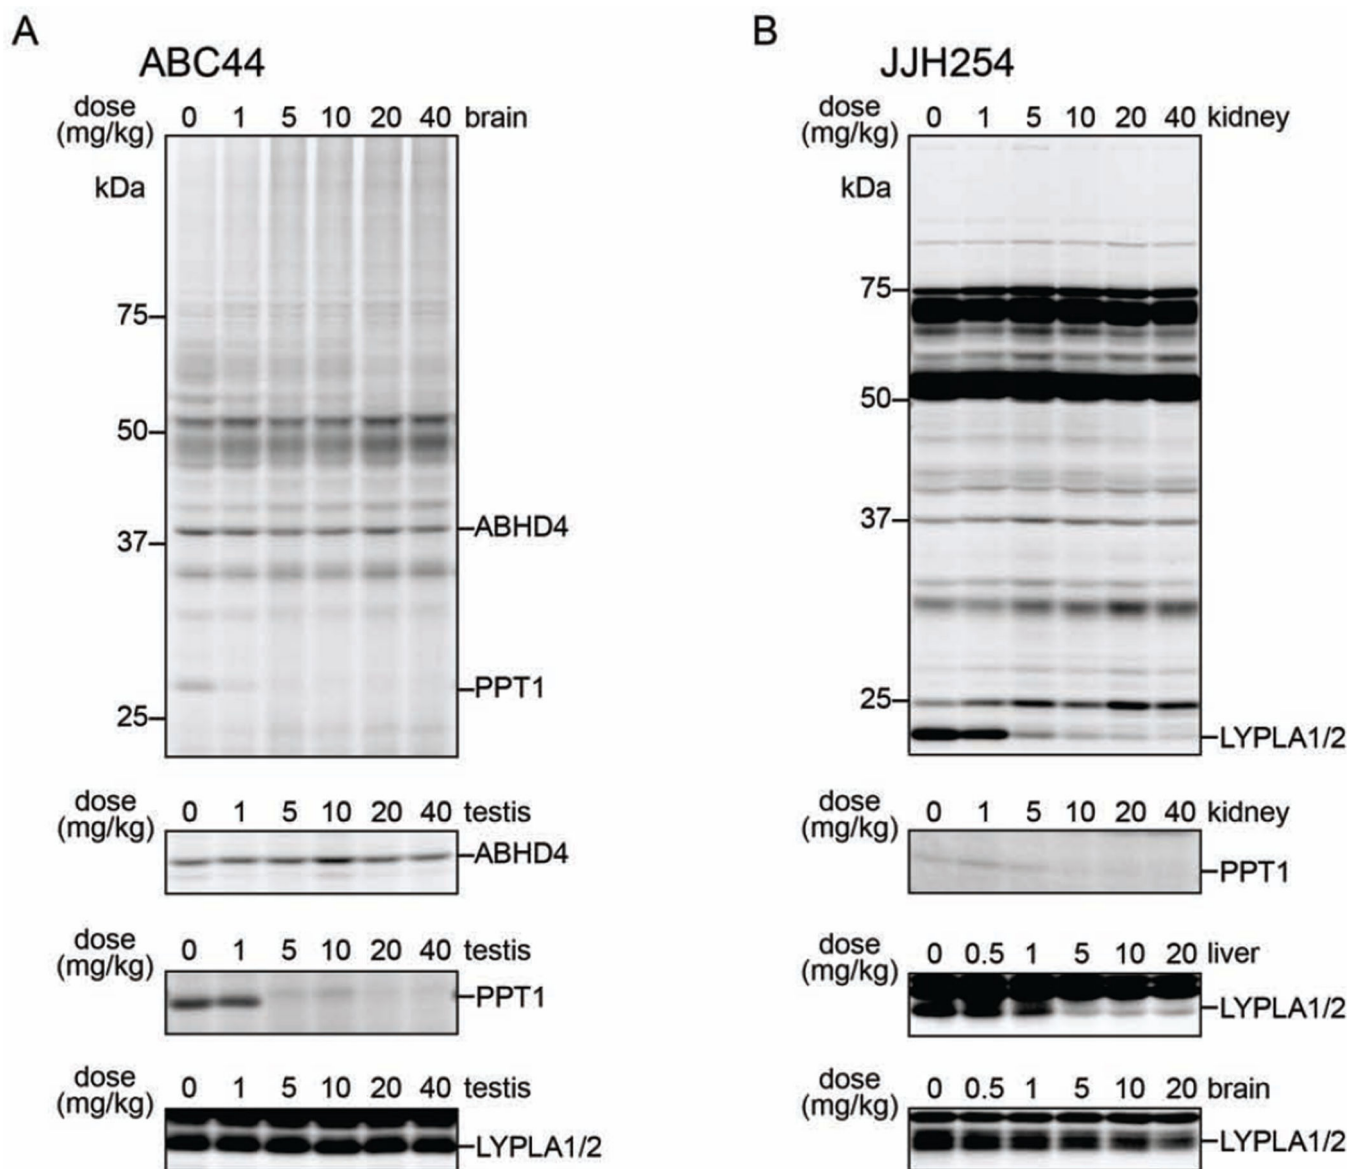 A
ABC44
dose (mg/kg) 0 1 5 10 20 40 brain
kDa
75
50
ABHD4
37
PPT1
25
dose (mg/kg) 0 1 5 10 20 40 testis
ABHD4
dose (mg/kg) 0 1 5 10 20 40 testis
PPT1
dose (mg/kg) 0 1 5 10 20 40 testis
LYPLA1/2
B
JJH254
dose (mg/kg) 0 1 5 10 20 40 kidney
kDa
75
50
37
25
LYPLA1/2
dose (mg/kg) 0 1 5 10 20 40 kidney
PPT1
dose (mg/kg) 0 0.5 1 5 10 20 liver
LYPLA1/2
dose (mg/kg) 0 0.5 1 5 10 20 brain
LYPLA1/2